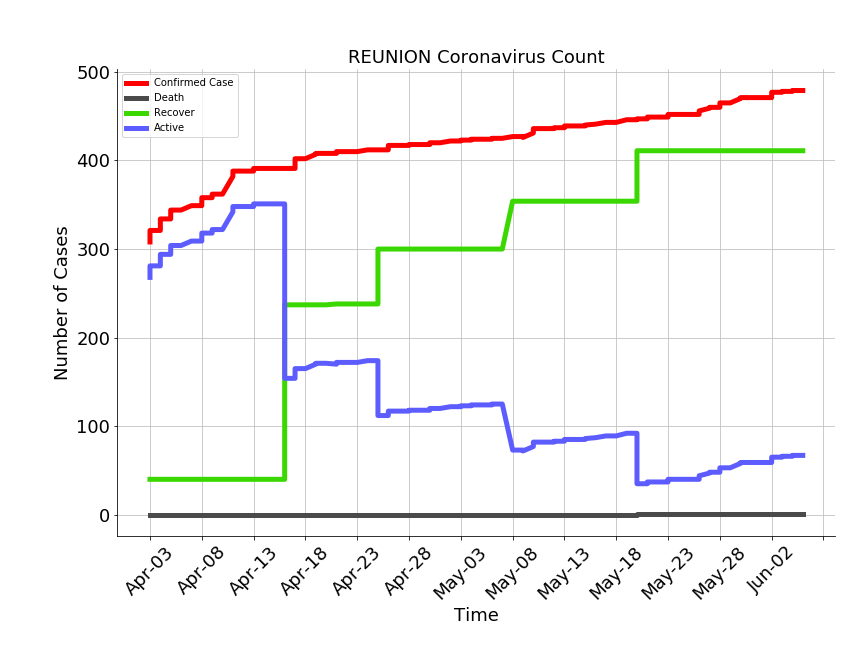 REUNION Coronavirus Count
Confirmed Case
Death
Recover
Active
500
400
300
200
100
0
Number of Cases
Apr-03
Apr-08
Apr-13
Apr-18
Apr-23
Apr-28
May-03
May-08
May-13
May-18
May-23
May-28
Jun-02
Time